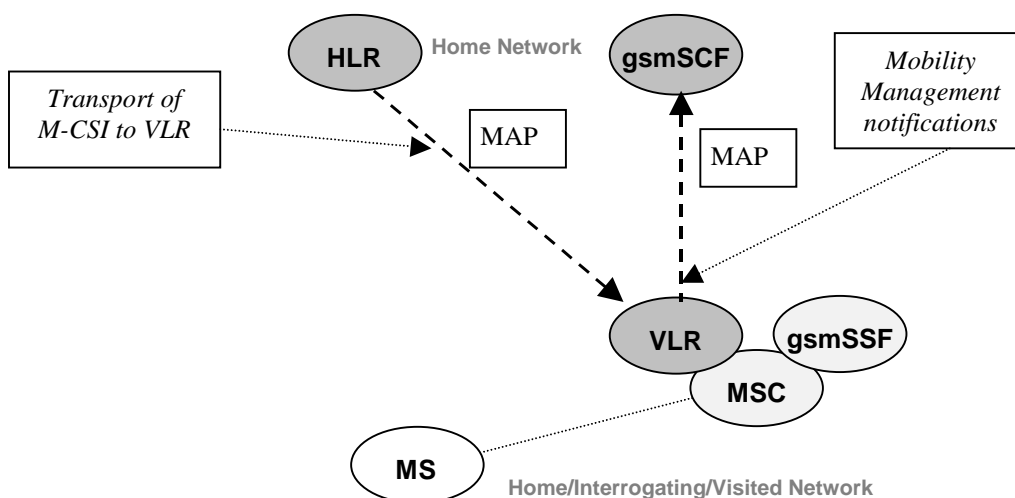 HLR
Home Network
gsmSCF
Mobility
Management
notifications
Transport of
M-CSI to VLR
MAP
MAP
VLR
gsmSSF
MSC
MS
Home/Interrogating/Visited Network